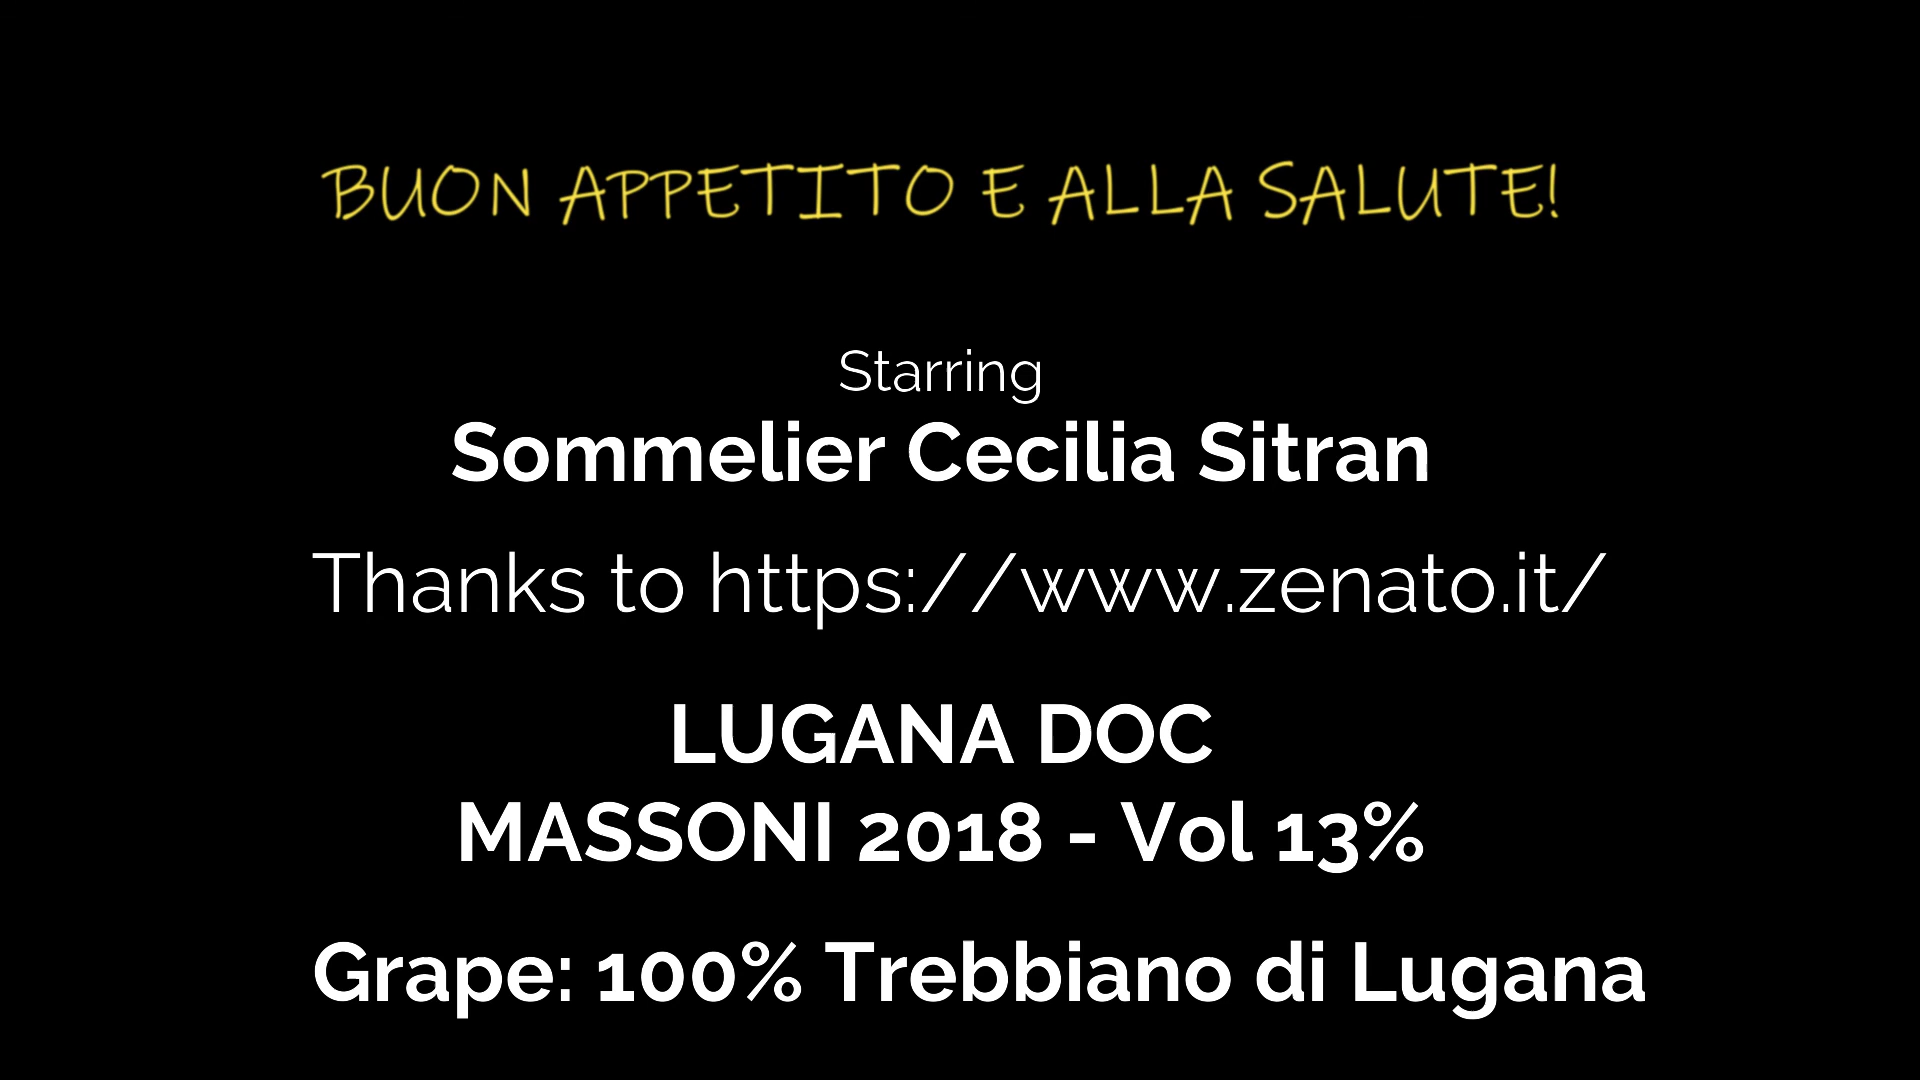 BUON APPETITO E ALLA SALUTE!
Starring
Sommelier Cecilia Sitran
Thanks to https://www.zenato.it/
LUGANA DOC
MASSONI 2018 - Vol 13%
Grape: 100% Trebbiano di Lugana